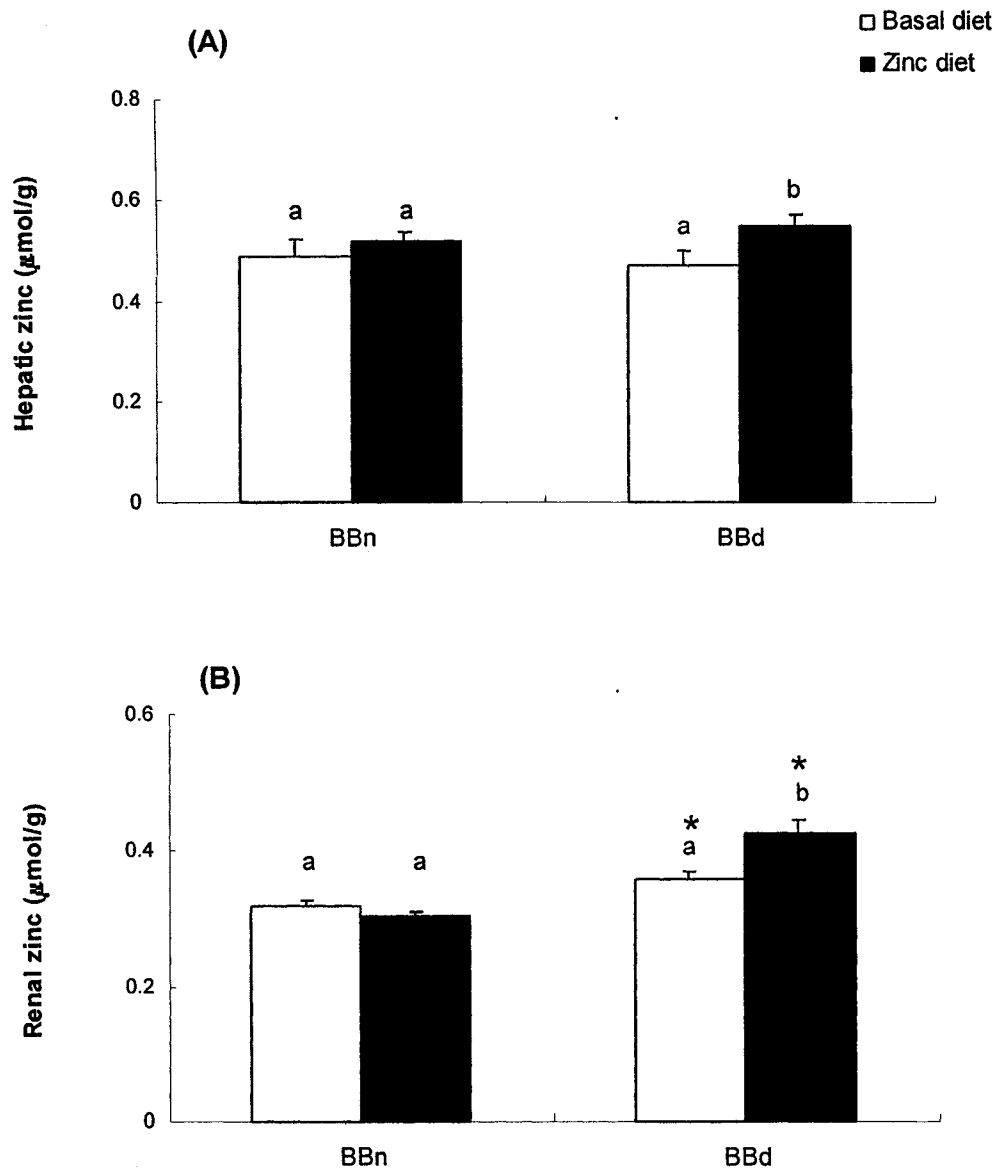 (A)
Basal diet
Zinc diet
Hepatic zinc (μmol/g)
0.8
0.6
0.4
0.2
0
a
a
a
b
BBn
BBd
(B)
Renal zinc (μmol/g)
0.6
0.4
0.2
0
a
a
*
a
*
b
BBn
BBd